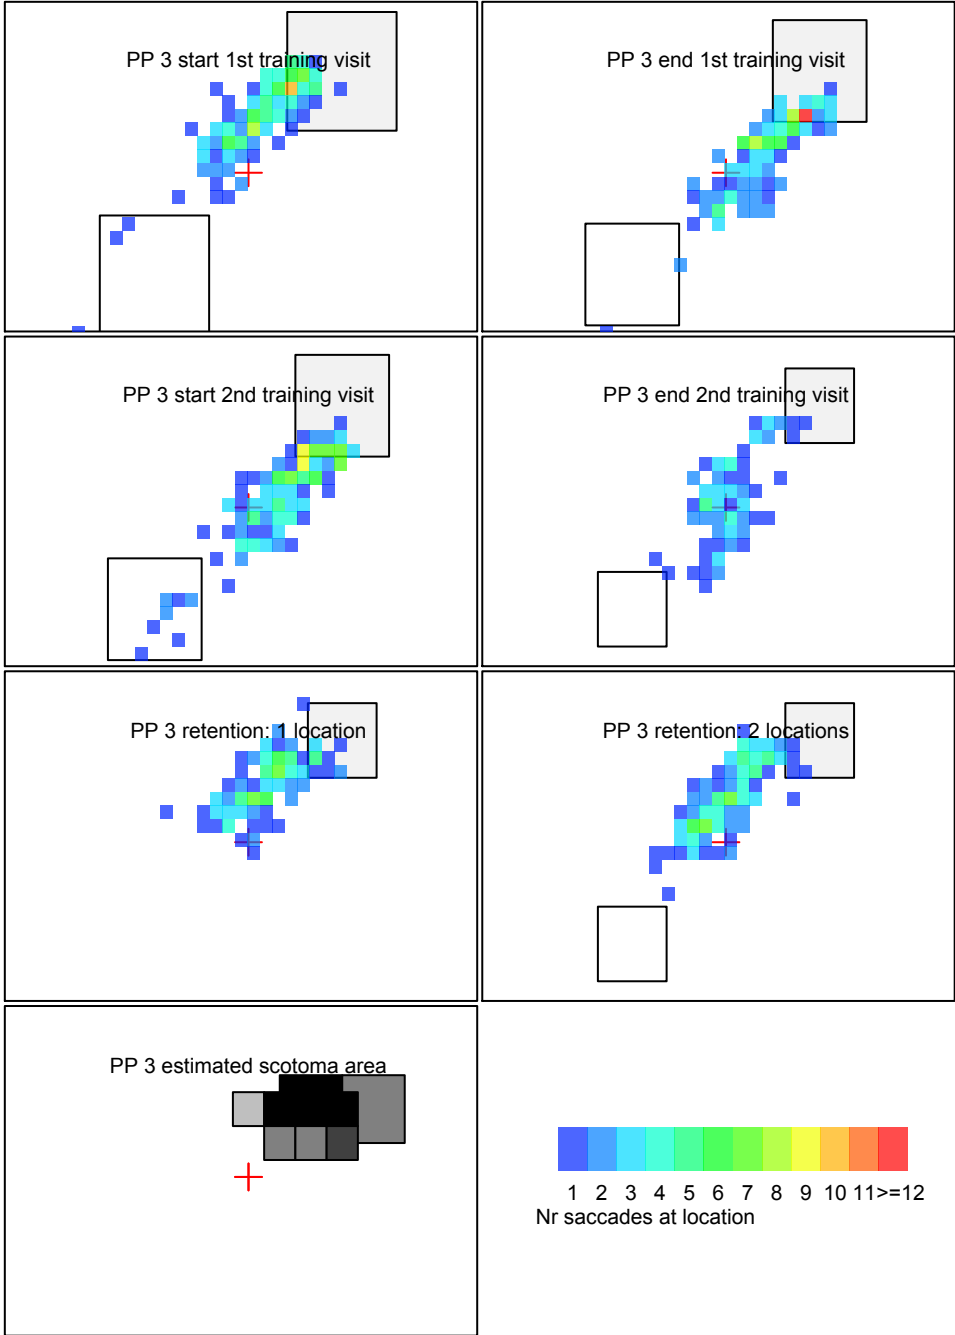 PP 3 start 1st training visit
PP 3 end 1st training visit
PP 3 start 2nd training visit
PP 3 end 2nd training visit
PP 3 retention: 1 location
PP 3 retention: 2 locations
PP 3 estimated scotoma area
1 2 3 4 5 6 7 8 9 10 11 >=12
Nr saccades at location